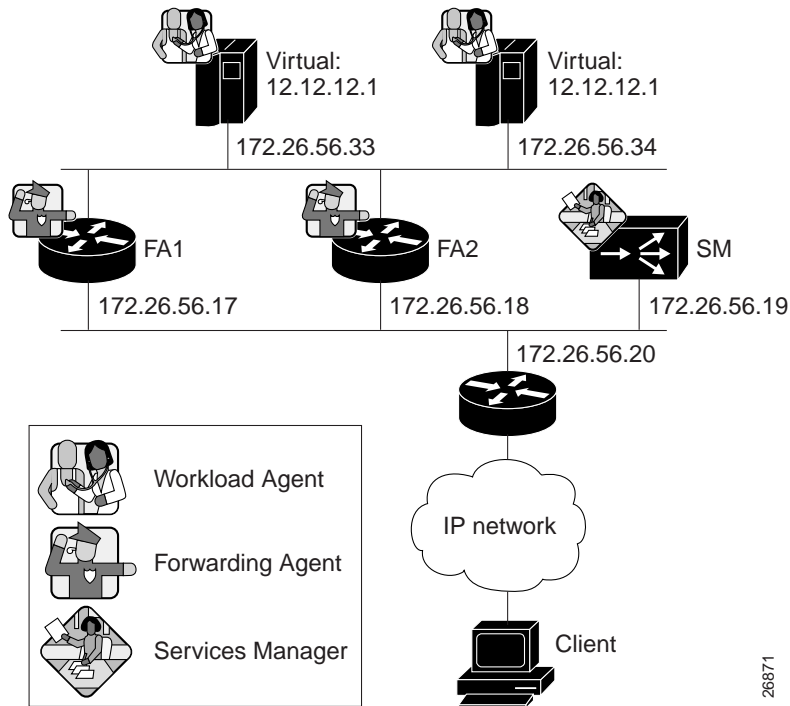 Virtual:
12.12.12.1
Virtual:
12.12.12.1
172.26.56.33
172.26.56.34
FA1
FA2
SM
172.26.56.17
172.26.56.18
172.26.56.19
172.26.56.20
Workload Agent
Forwarding Agent
Services Manager
IP network
Client
26871